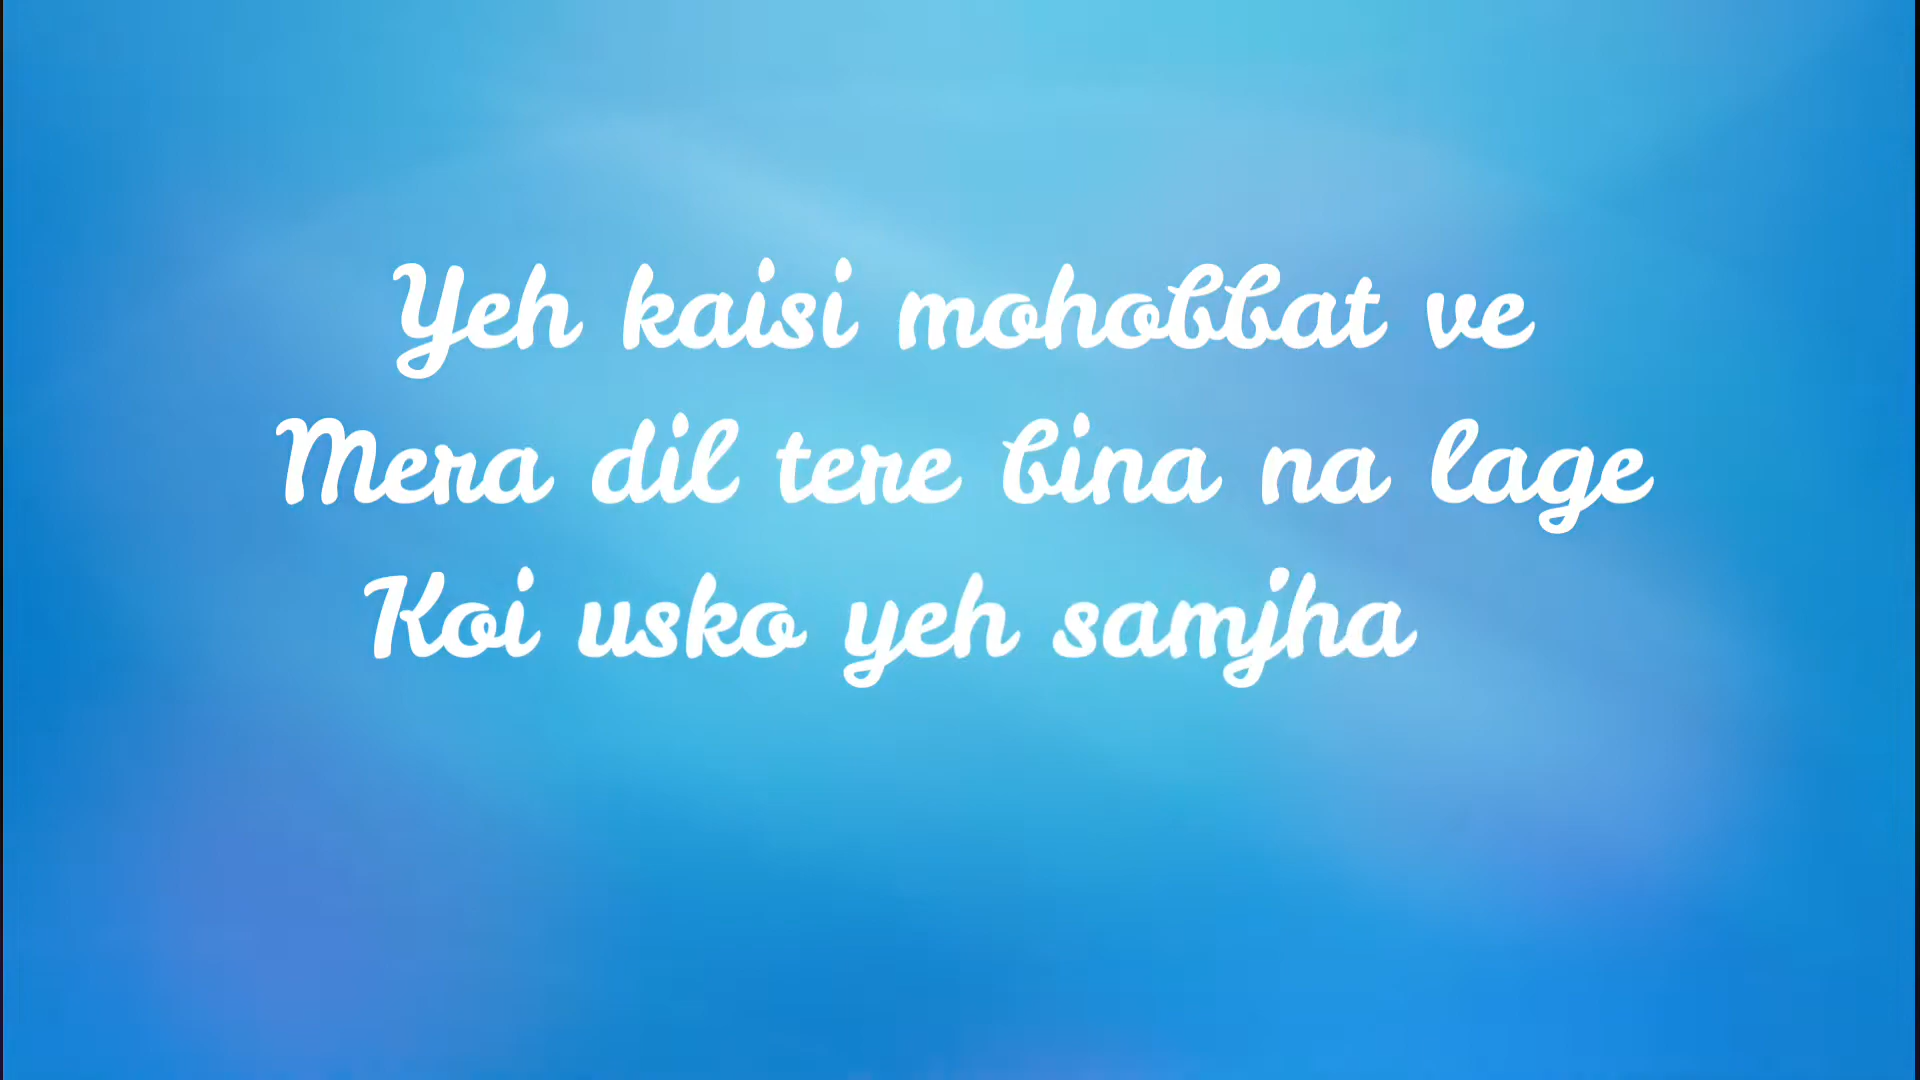 Yeh kaisi mohobbat ve
Mera dil tere bina na lage
Koi usko yeh samjha